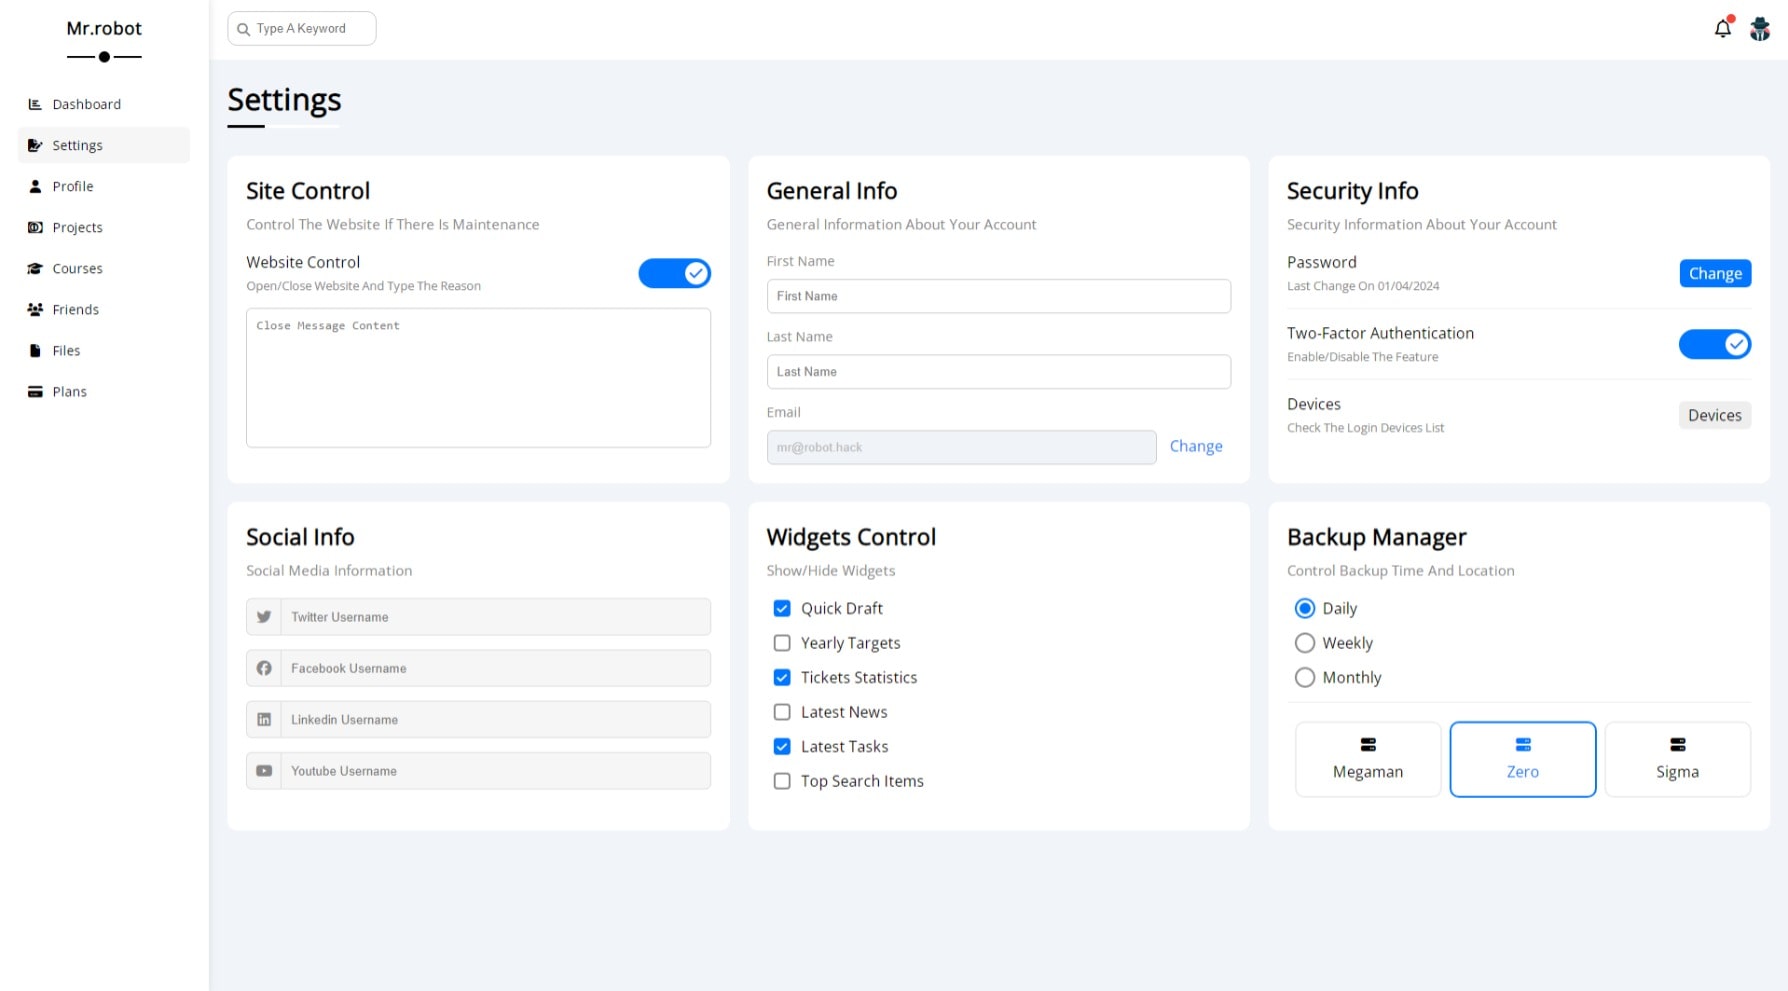 Mr.robot
Type A Keyword
Dashboard
Settings
Profile
Projects
Courses
Friends
Files
Plans
Settings
Site Control
Control The Website If There Is Maintenance
Website Control
Open/Close Website And Type The Reason
Close Message Content
General Info
General Information About Your Account
First Name
First Name
Last Name
Last Name
Email
mr@robot.hack
Change
Security Info
Security Information About Your Account
Password
Last Change On 01/04/2024
Change
Two-Factor Authentication
Enable/Disable The Feature
Devices
Check The Login Devices List
Devices
Social Info
Social Media Information
Twitter Username
Facebook Username
Linkedin Username
Youtube Username
Widgets Control
Show/Hide Widgets
Quick Draft
Yearly Targets
Tickets Statistics
Latest News
Latest Tasks
Top Search Items
Backup Manager
Control Backup Time And Location
Daily
Weekly
Monthly
Megaman
Zero
Sigma